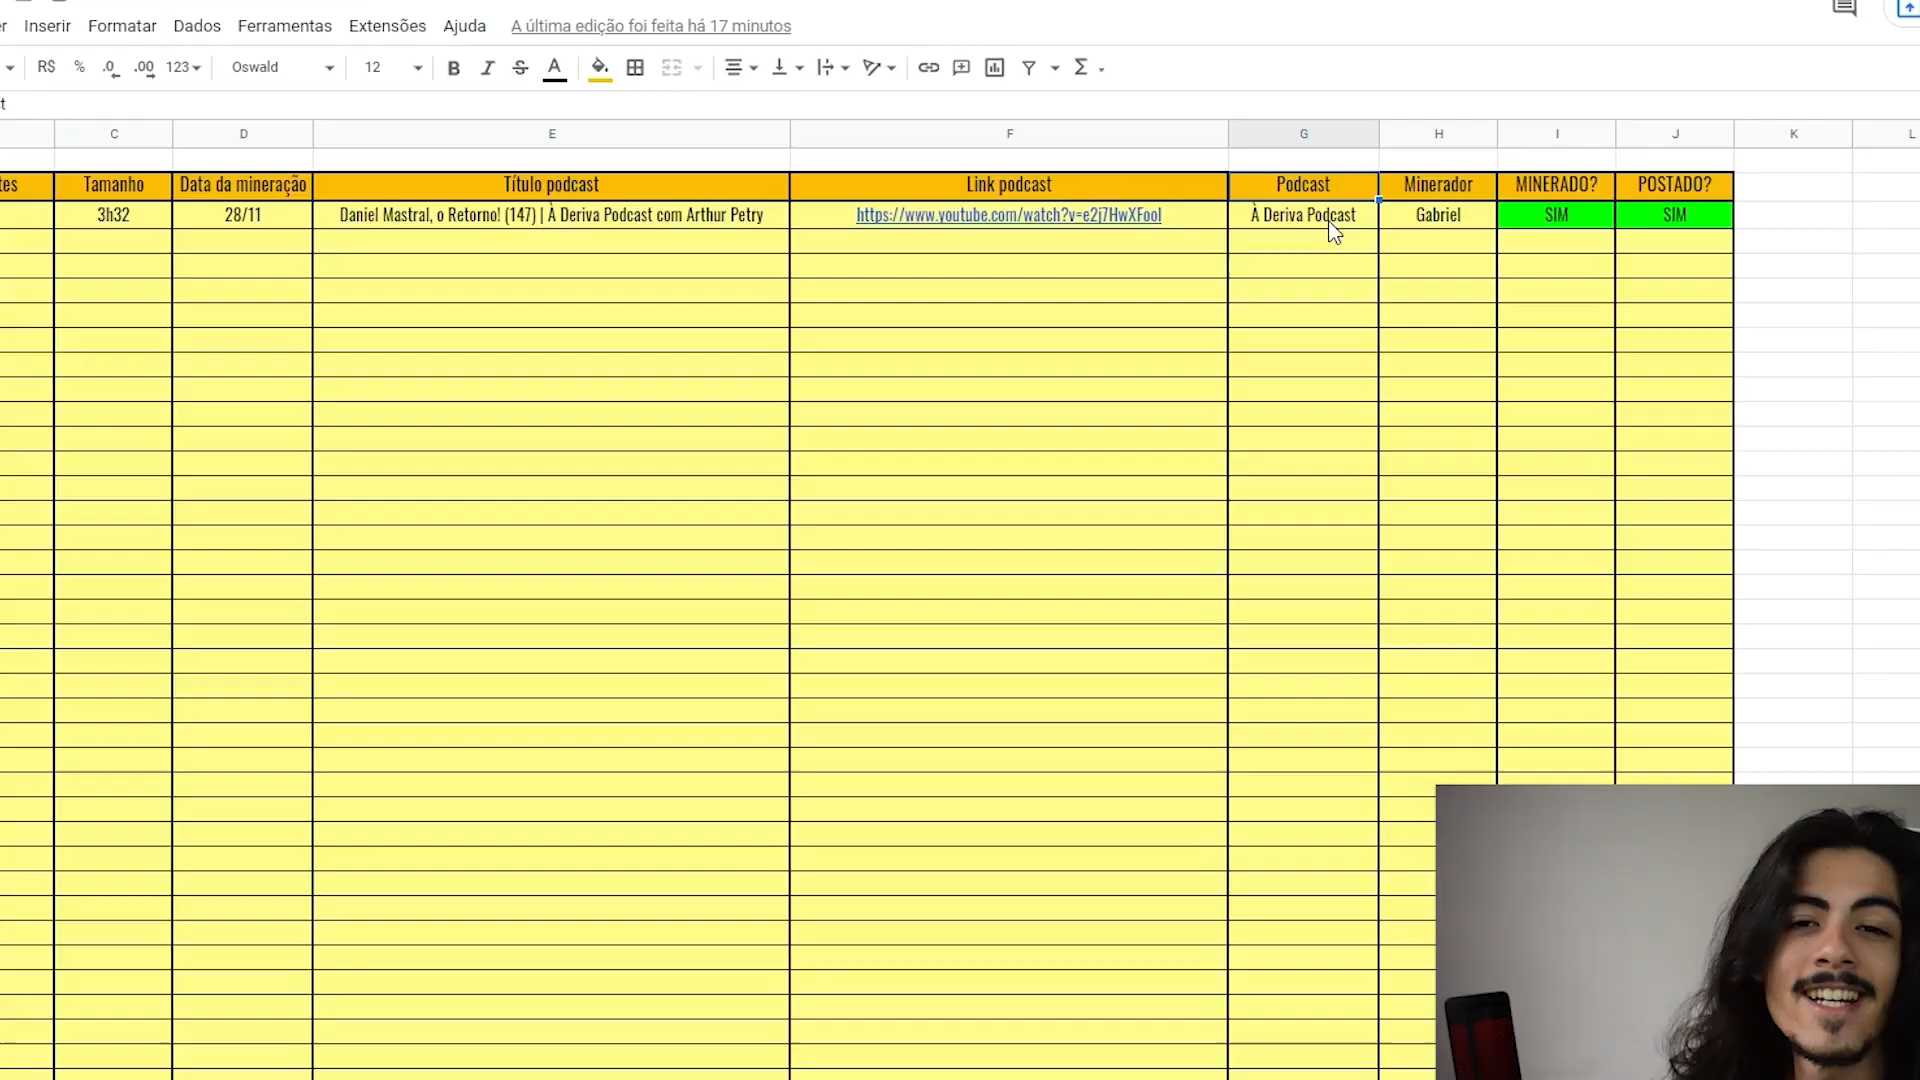 r Inserir Formatar Dados Ferramentas Extensões Ajuda A última edição foi feita há 17 minutos
R$ % .0 .00 123 Oswald 12 B I S A Σ
t
C D E F G H I J K L
tes Tamanho Data da mineração Título podcast Link podcast Podcast Minerador MINERADO? POSTADO?
3h32 28/11 Daniel Mastral, o Retorno! (147) | À Deriva Podcast com Arthur Petry https://www.youtube.com/watch?v=e2j7HwXFooI À Deriva Podcast Gabriel SIM SIM